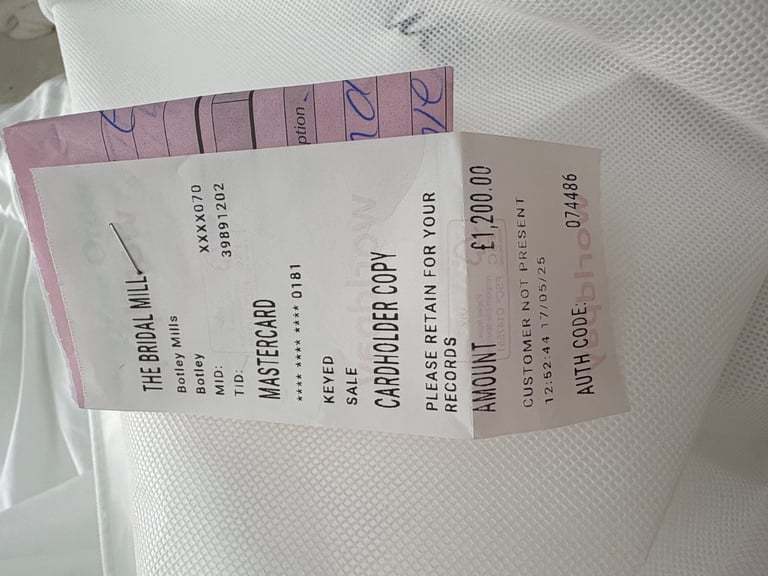 THE BRIDAL MILL
Botley Mills
Botley
MID: XXXX070
TID: 39891202
MASTERCARD
**** **** **** 0181
KEYED
SALE
CARDHOLDER COPY
PLEASE RETAIN FOR YOUR
RECORDS
AMOUNT £1,200.00
CUSTOMER NOT PRESENT
12:52:44 17/05/25
AUTH CODE: 074486
ption